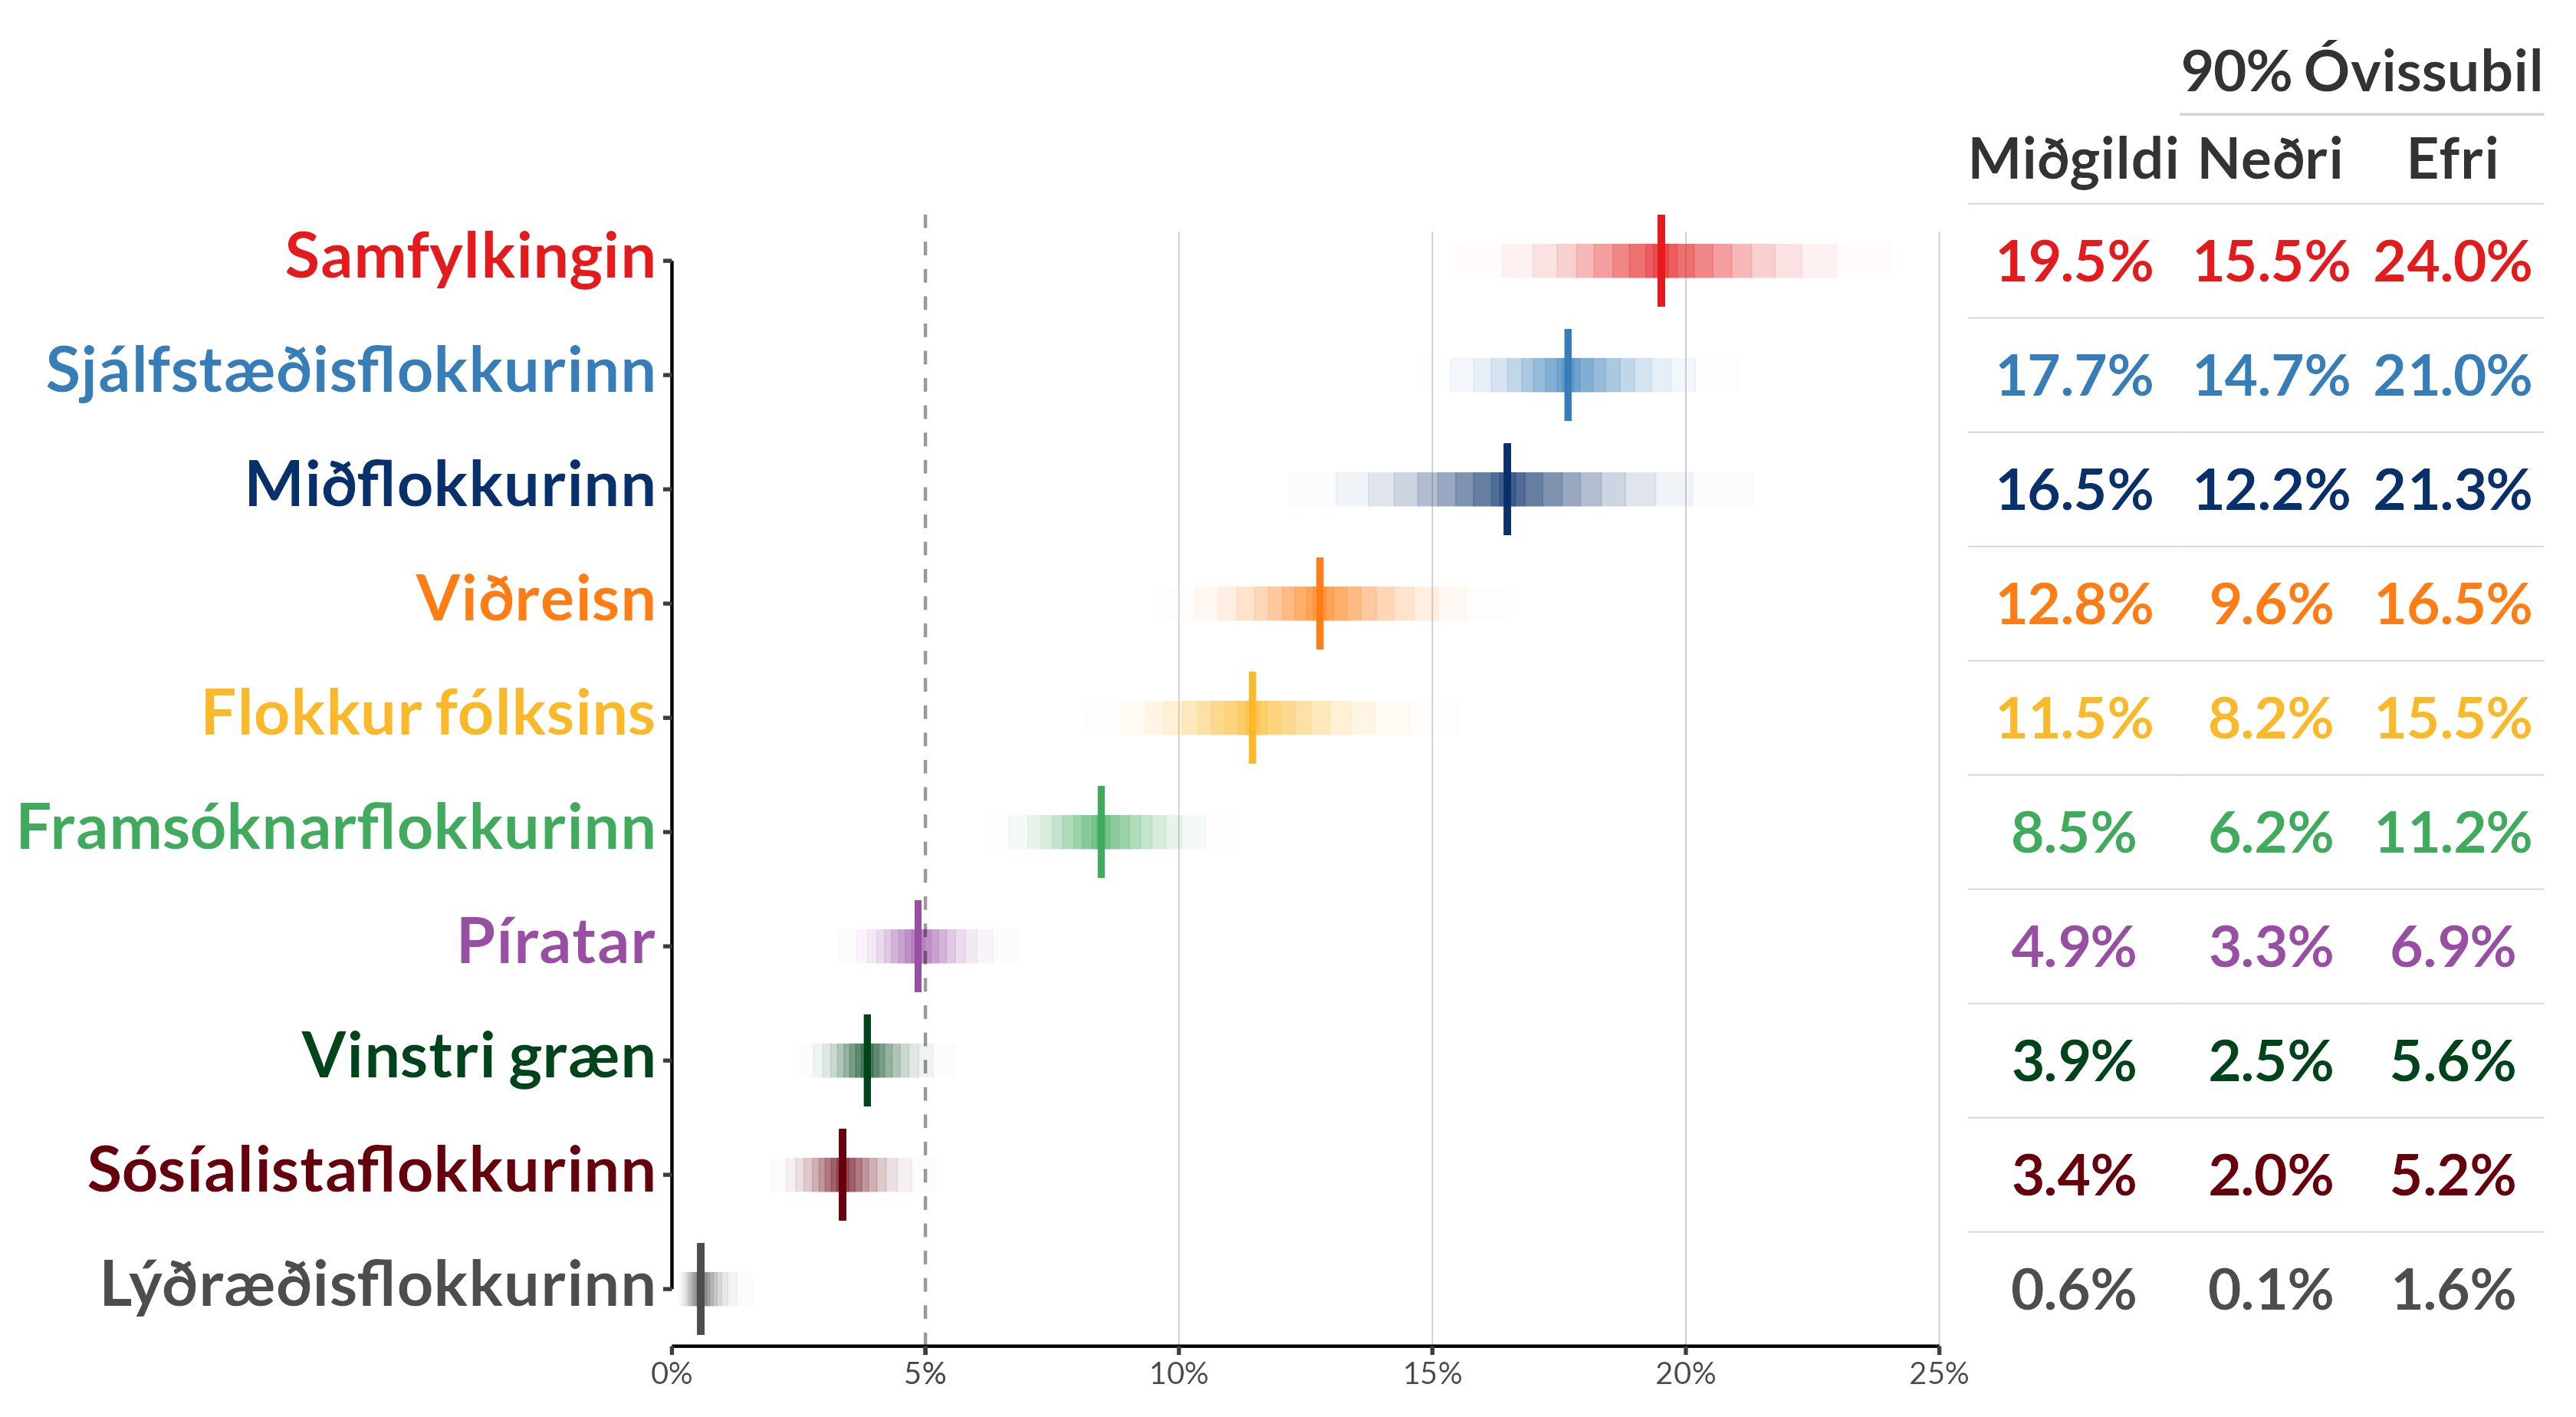 90% Óvissubil
Miðgildi Neðri Efri
Samfylkingin 19.5% 15.5% 24.0%
Sjálfstæðisflokkurinn 17.7% 14.7% 21.0%
Miðflokkurinn 16.5% 12.2% 21.3%
Viðreisn 12.8% 9.6% 16.5%
Flokkur fólksins 11.5% 8.2% 15.5%
Framsóknarflokkurinn 8.5% 6.2% 11.2%
Píratar 4.9% 3.3% 6.9%
Vinstri græn 3.9% 2.5% 5.6%
Sósíalistaflokkurinn 3.4% 2.0% 5.2%
Lýðræðisflokkurinn 0.6% 0.1% 1.6%
0% 5% 10% 15% 20% 25%